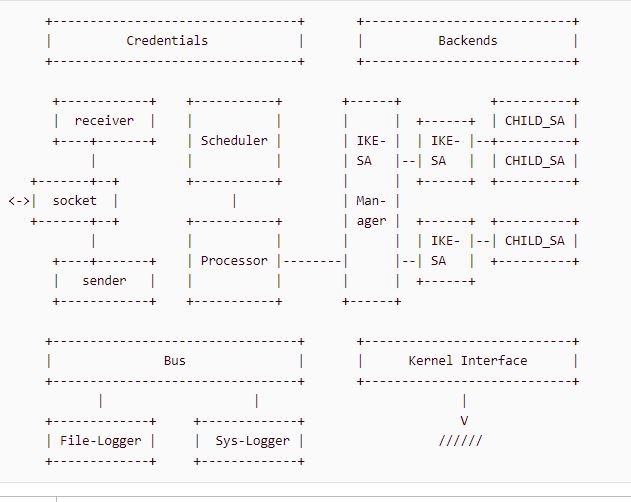 +-------------------------------+       +----------------------------+
|          Credentials          |       |          Backends          |
+-------------------------------+       +----------------------------+

 +------------+    +-----------+        +------+            +----------+
 |  receiver  |    |           |        |      |  +------+  | CHILD_SA |
 +----+-------+    | Scheduler |        | IKE- |  | IKE- |--+----------+
      |            |           |        | SA   |--| SA   |  | CHILD_SA |
+-------+--+       +-----------+        |      |  +------+  +----------+
<->|  socket  |          |              | Man- |
+-------+--+       +-----------+        | ager |  +------+  +----------+
      |            |           |        |      |  | IKE- |--| CHILD_SA |
 +----+-------+    | Processor |--------|      |--| SA   |  +----------+
 |   sender   |    |           |        |      |  +------+
 +------------+    +-----------+        +------+

+-------------------------------+       +----------------------------+
|              Bus              |       |      Kernel Interface      |
+-------------------------------+       +----------------------------+
       |                    |                         |
+-------------+     +-------------+                   V
| File-Logger |     |  Sys-Logger |                //////
+-------------+     +-------------+